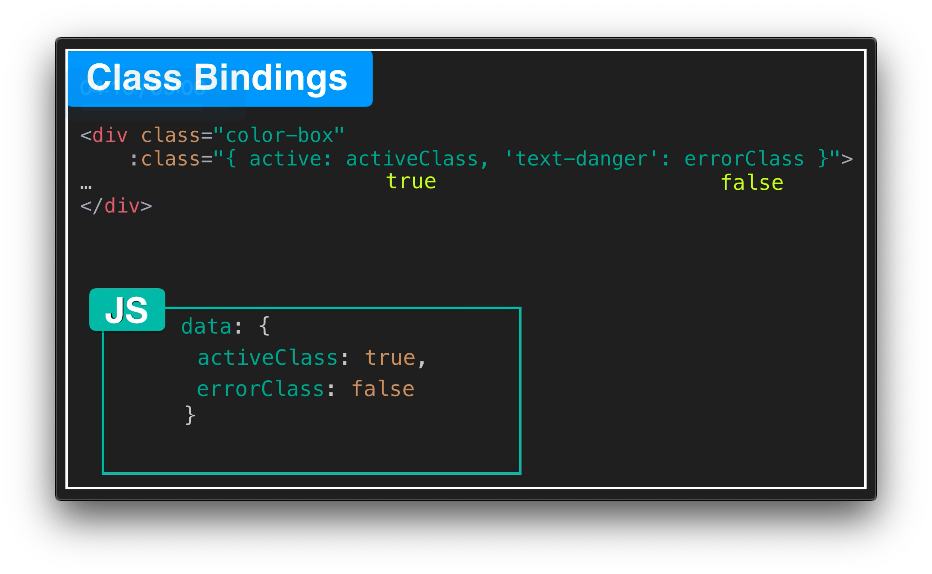 Class Bindings
<div class="color-box"
:class="{ active: activeClass, 'text-danger': errorClass }">
true false
…
</div>
JS
data: {
activeClass: true,
errorClass: false
}